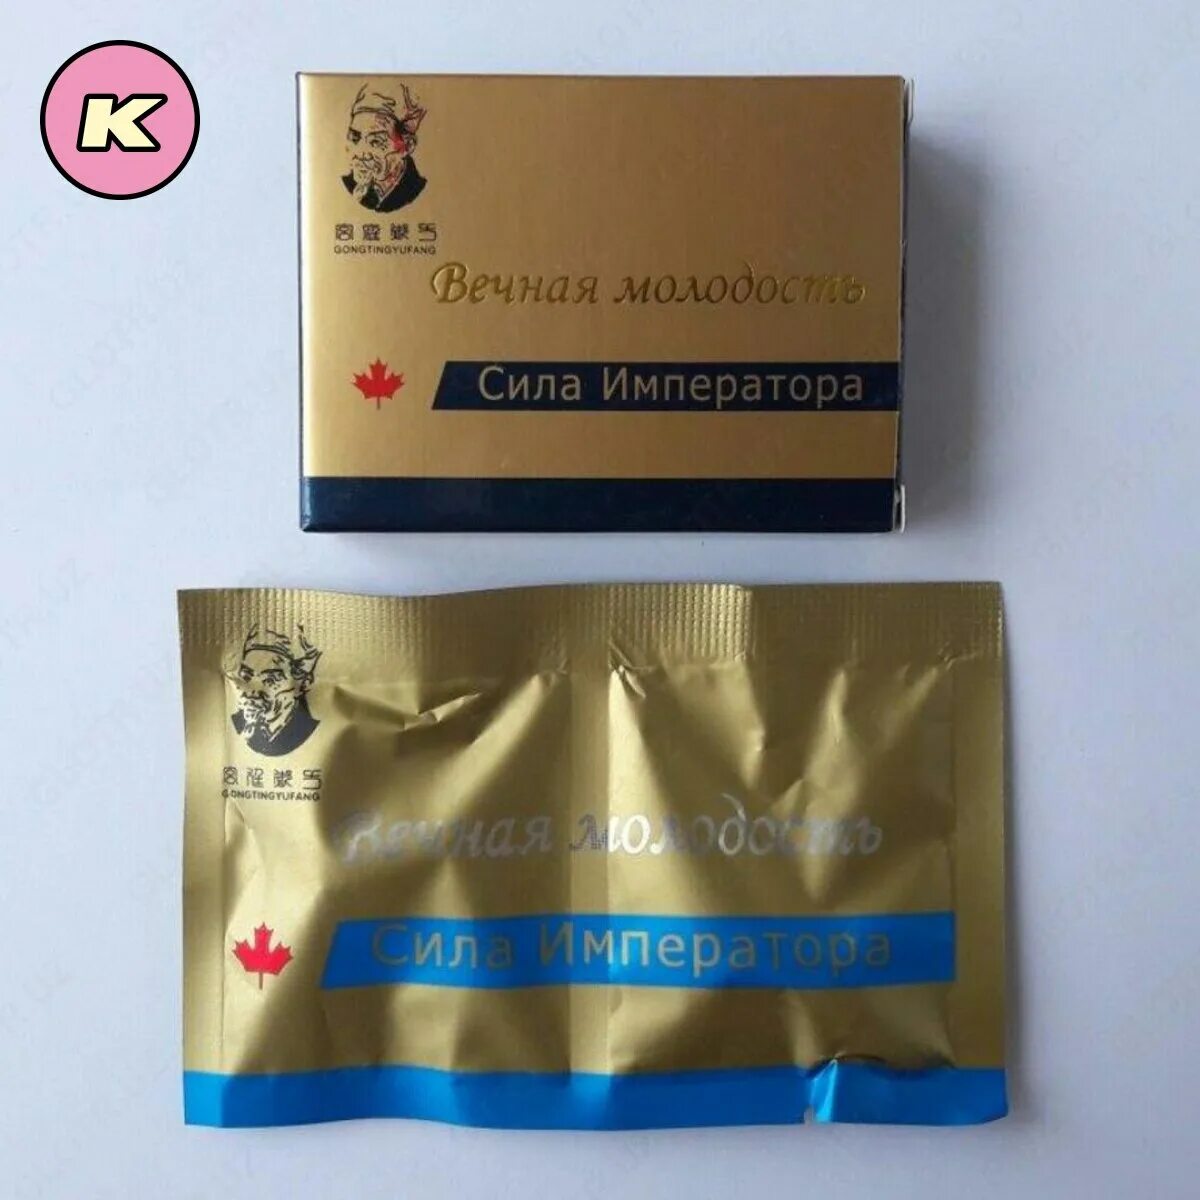 K
GONGTINGYUFANG
Вечная молодость
Сила Императора
GONGTINGYUFANG
Вечная молодость
Сила Императора